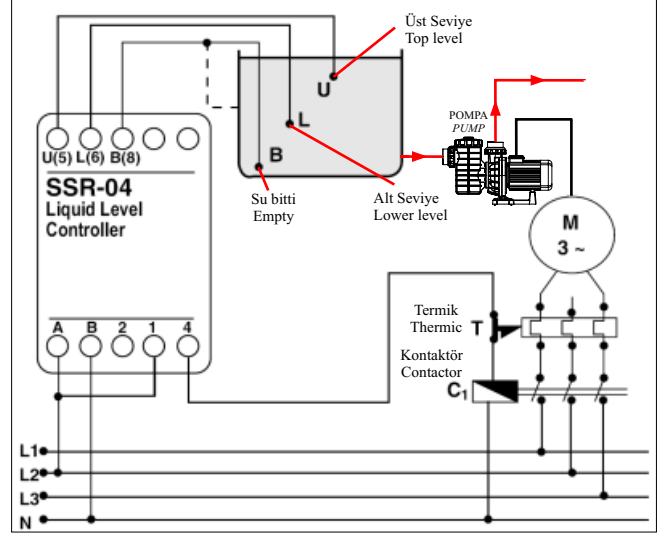 Üst Seviye
Top level
U
L
B
POMPA
PUMP
U(5) L(6) B(8)
SSR-04
Liquid Level
Controller
Su bitti
Empty
Alt Seviye
Lower level
M
3 ~
A B 2 1 4
Termik
Thermic
T
Kontaktör
Contactor
C₁
L1
L2
L3
N